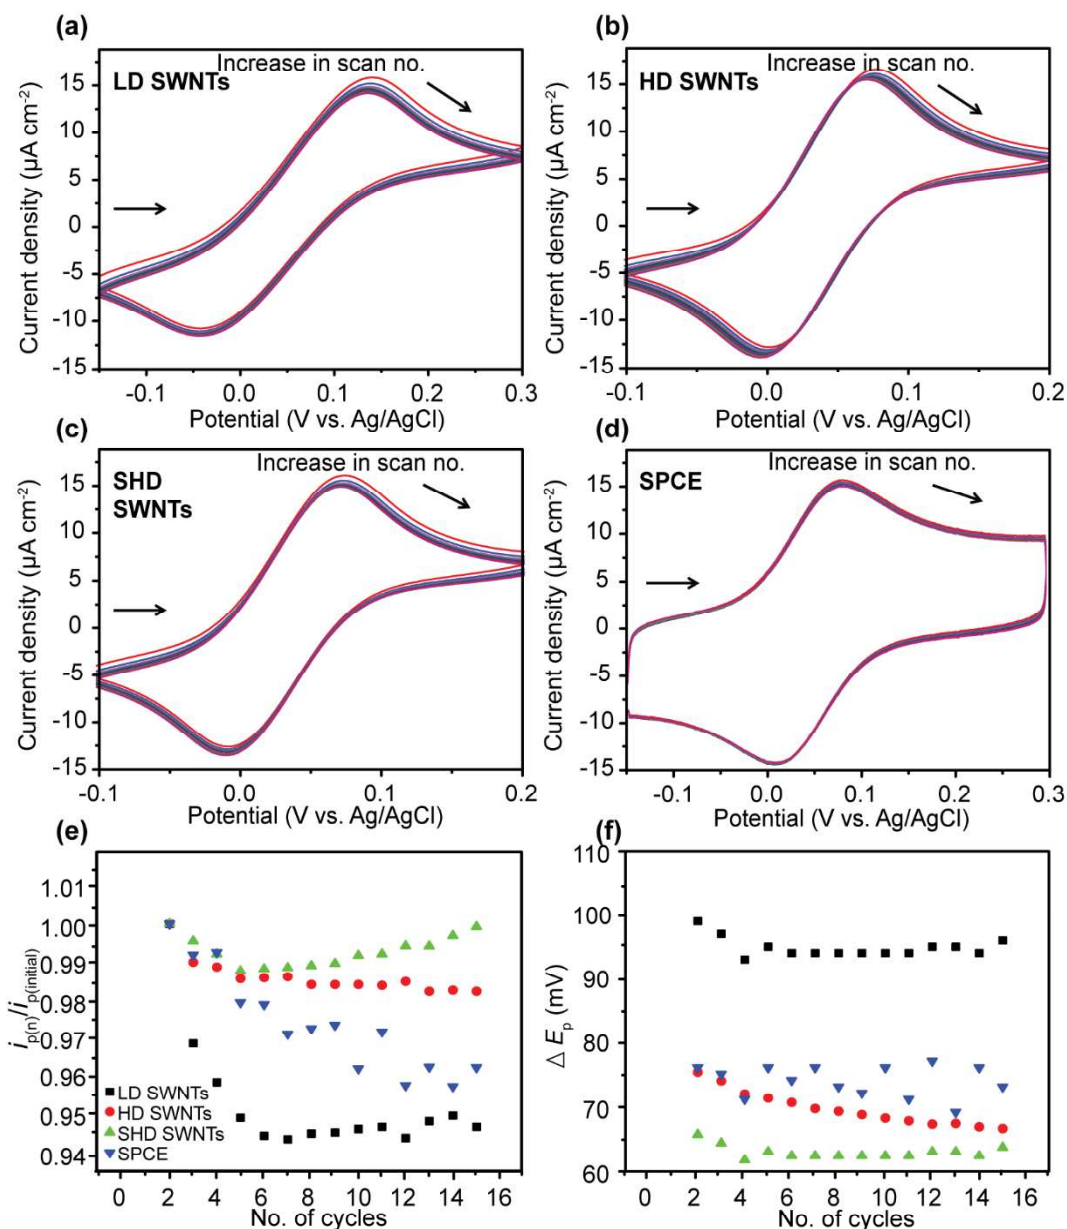 (a)
LD SWNTs
Increase in scan no.
15
10
5
0
-5
-10
-15
Current density (µA cm⁻²)
-0.1 0.0 0.1 0.2 0.3
Potential (V vs. Ag/AgCl)
(b)
HD SWNTs
Increase in scan no.
15
10
5
0
-5
-10
-15
Current density (µA cm⁻²)
-0.1 0.0 0.1 0.2
Potential (V vs. Ag/AgCl)
(c)
SHD
SWNTs
Increase in scan no.
15
10
5
0
-5
-10
-15
Current density (µA cm⁻²)
-0.1 0.0 0.1 0.2
Potential (V vs. Ag/AgCl)
(d)
SPCE
Increase in scan no.
15
10
5
0
-5
-10
-15
Current density (µA cm⁻²)
-0.1 0.0 0.1 0.2 0.3
Potential (V vs. Ag/AgCl)
(e)
1.01
1.00
0.99
0.98
0.97
0.96
0.95
0.94
i p(n)/i p(initial)
LD SWNTs
HD SWNTs
SHD SWNTs
SPCE
0 2 4 6 8 10 12 14 16
No. of cycles
(f)
110
100
90
80
70
60
△ Ep (mV)
0 2 4 6 8 10 12 14 16
No. of cycles